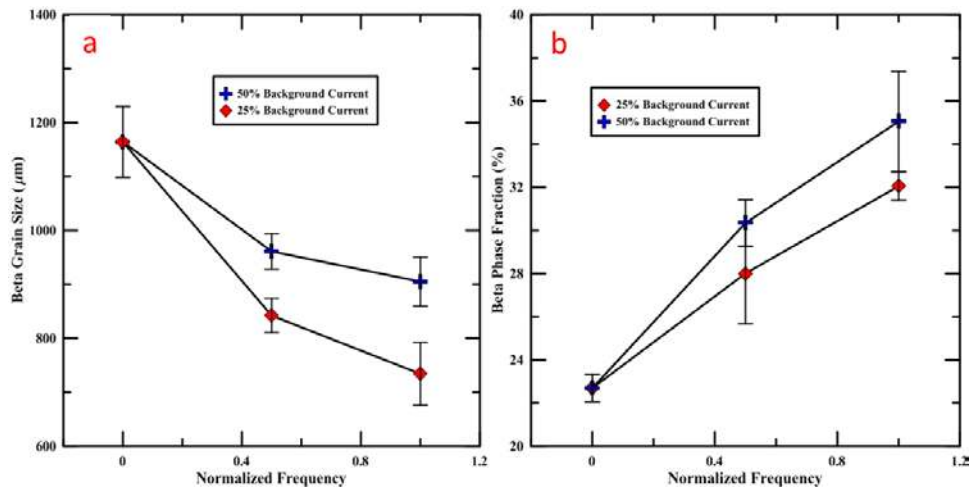 a
50% Background Current
25% Background Current
Beta Grain Size (μm)
1400
1200
1000
800
600
0
0.4
0.8
1.2
Normalized Frequency
b
25% Background Current
50% Background Current
Beta Phase Fraction (%)
40
36
32
28
24
20
0
0.4
0.8
1.2
Normalized Frequency